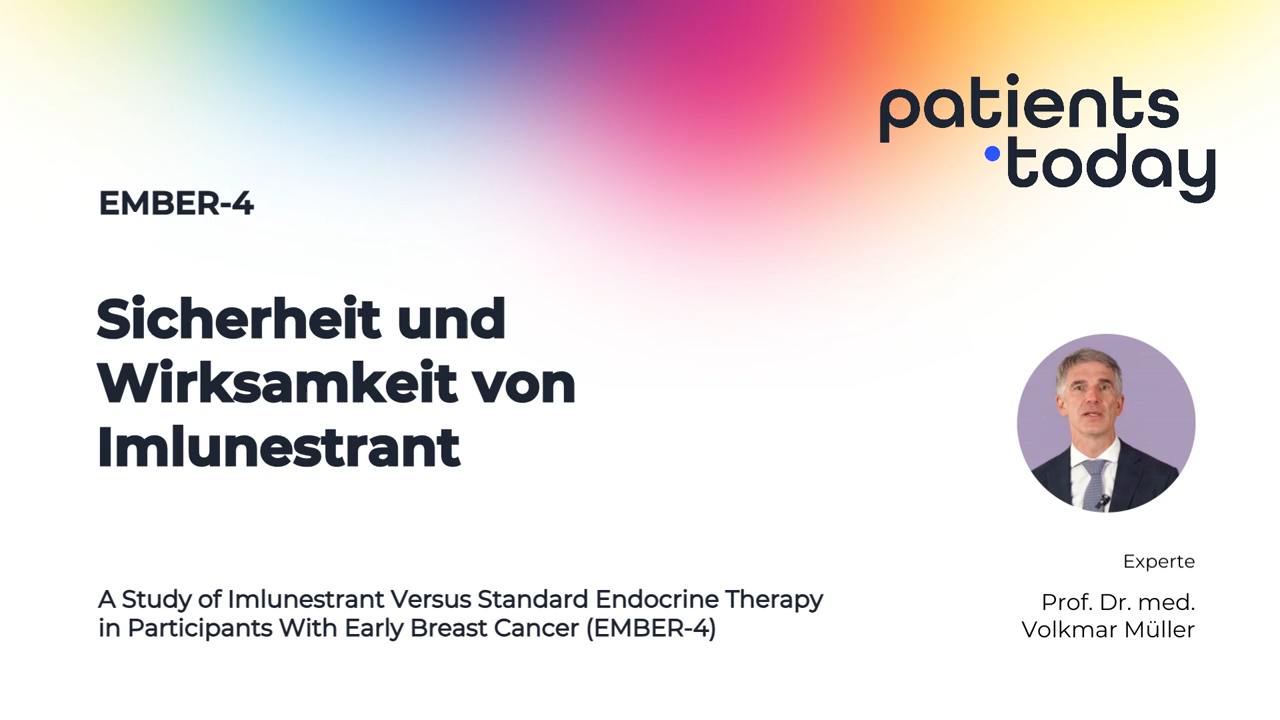 patients
today
EMBER-4
Sicherheit und
Wirksamkeit von
Imlunestrant
A Study of Imlunestrant Versus Standard Endocrine Therapy
in Participants With Early Breast Cancer (EMBER-4)
Experte
Prof. Dr. med.
Volkmar Müller